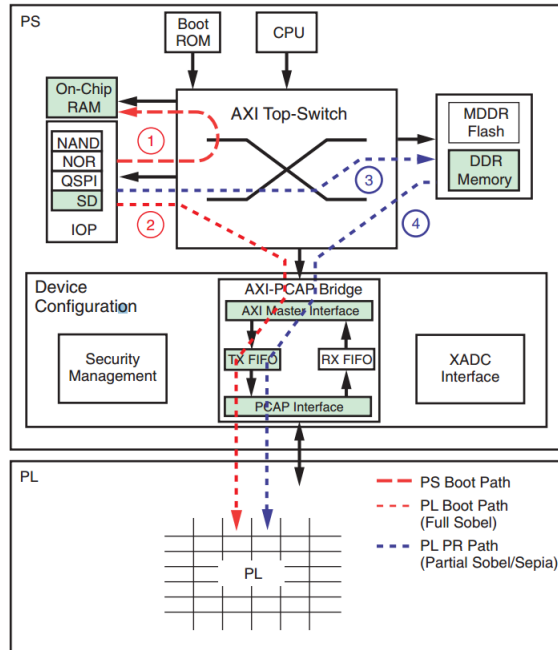 PS
Boot
ROM
CPU
On-Chip
RAM
AXI Top-Switch
MDDR
Flash
DDR
Memory
NAND
NOR
QSPI
SD
IOP
1
2
3
4
Device
Configuration
AXI-PCAP Bridge
AXI Master Interface
Security
Management
TX FIFO
RX FIFO
XADC
Interface
PCAP Interface
PL
PS Boot Path
PL Boot Path
(Full Sobel)
PL PR Path
(Partial Sobel/Sepia)
PL